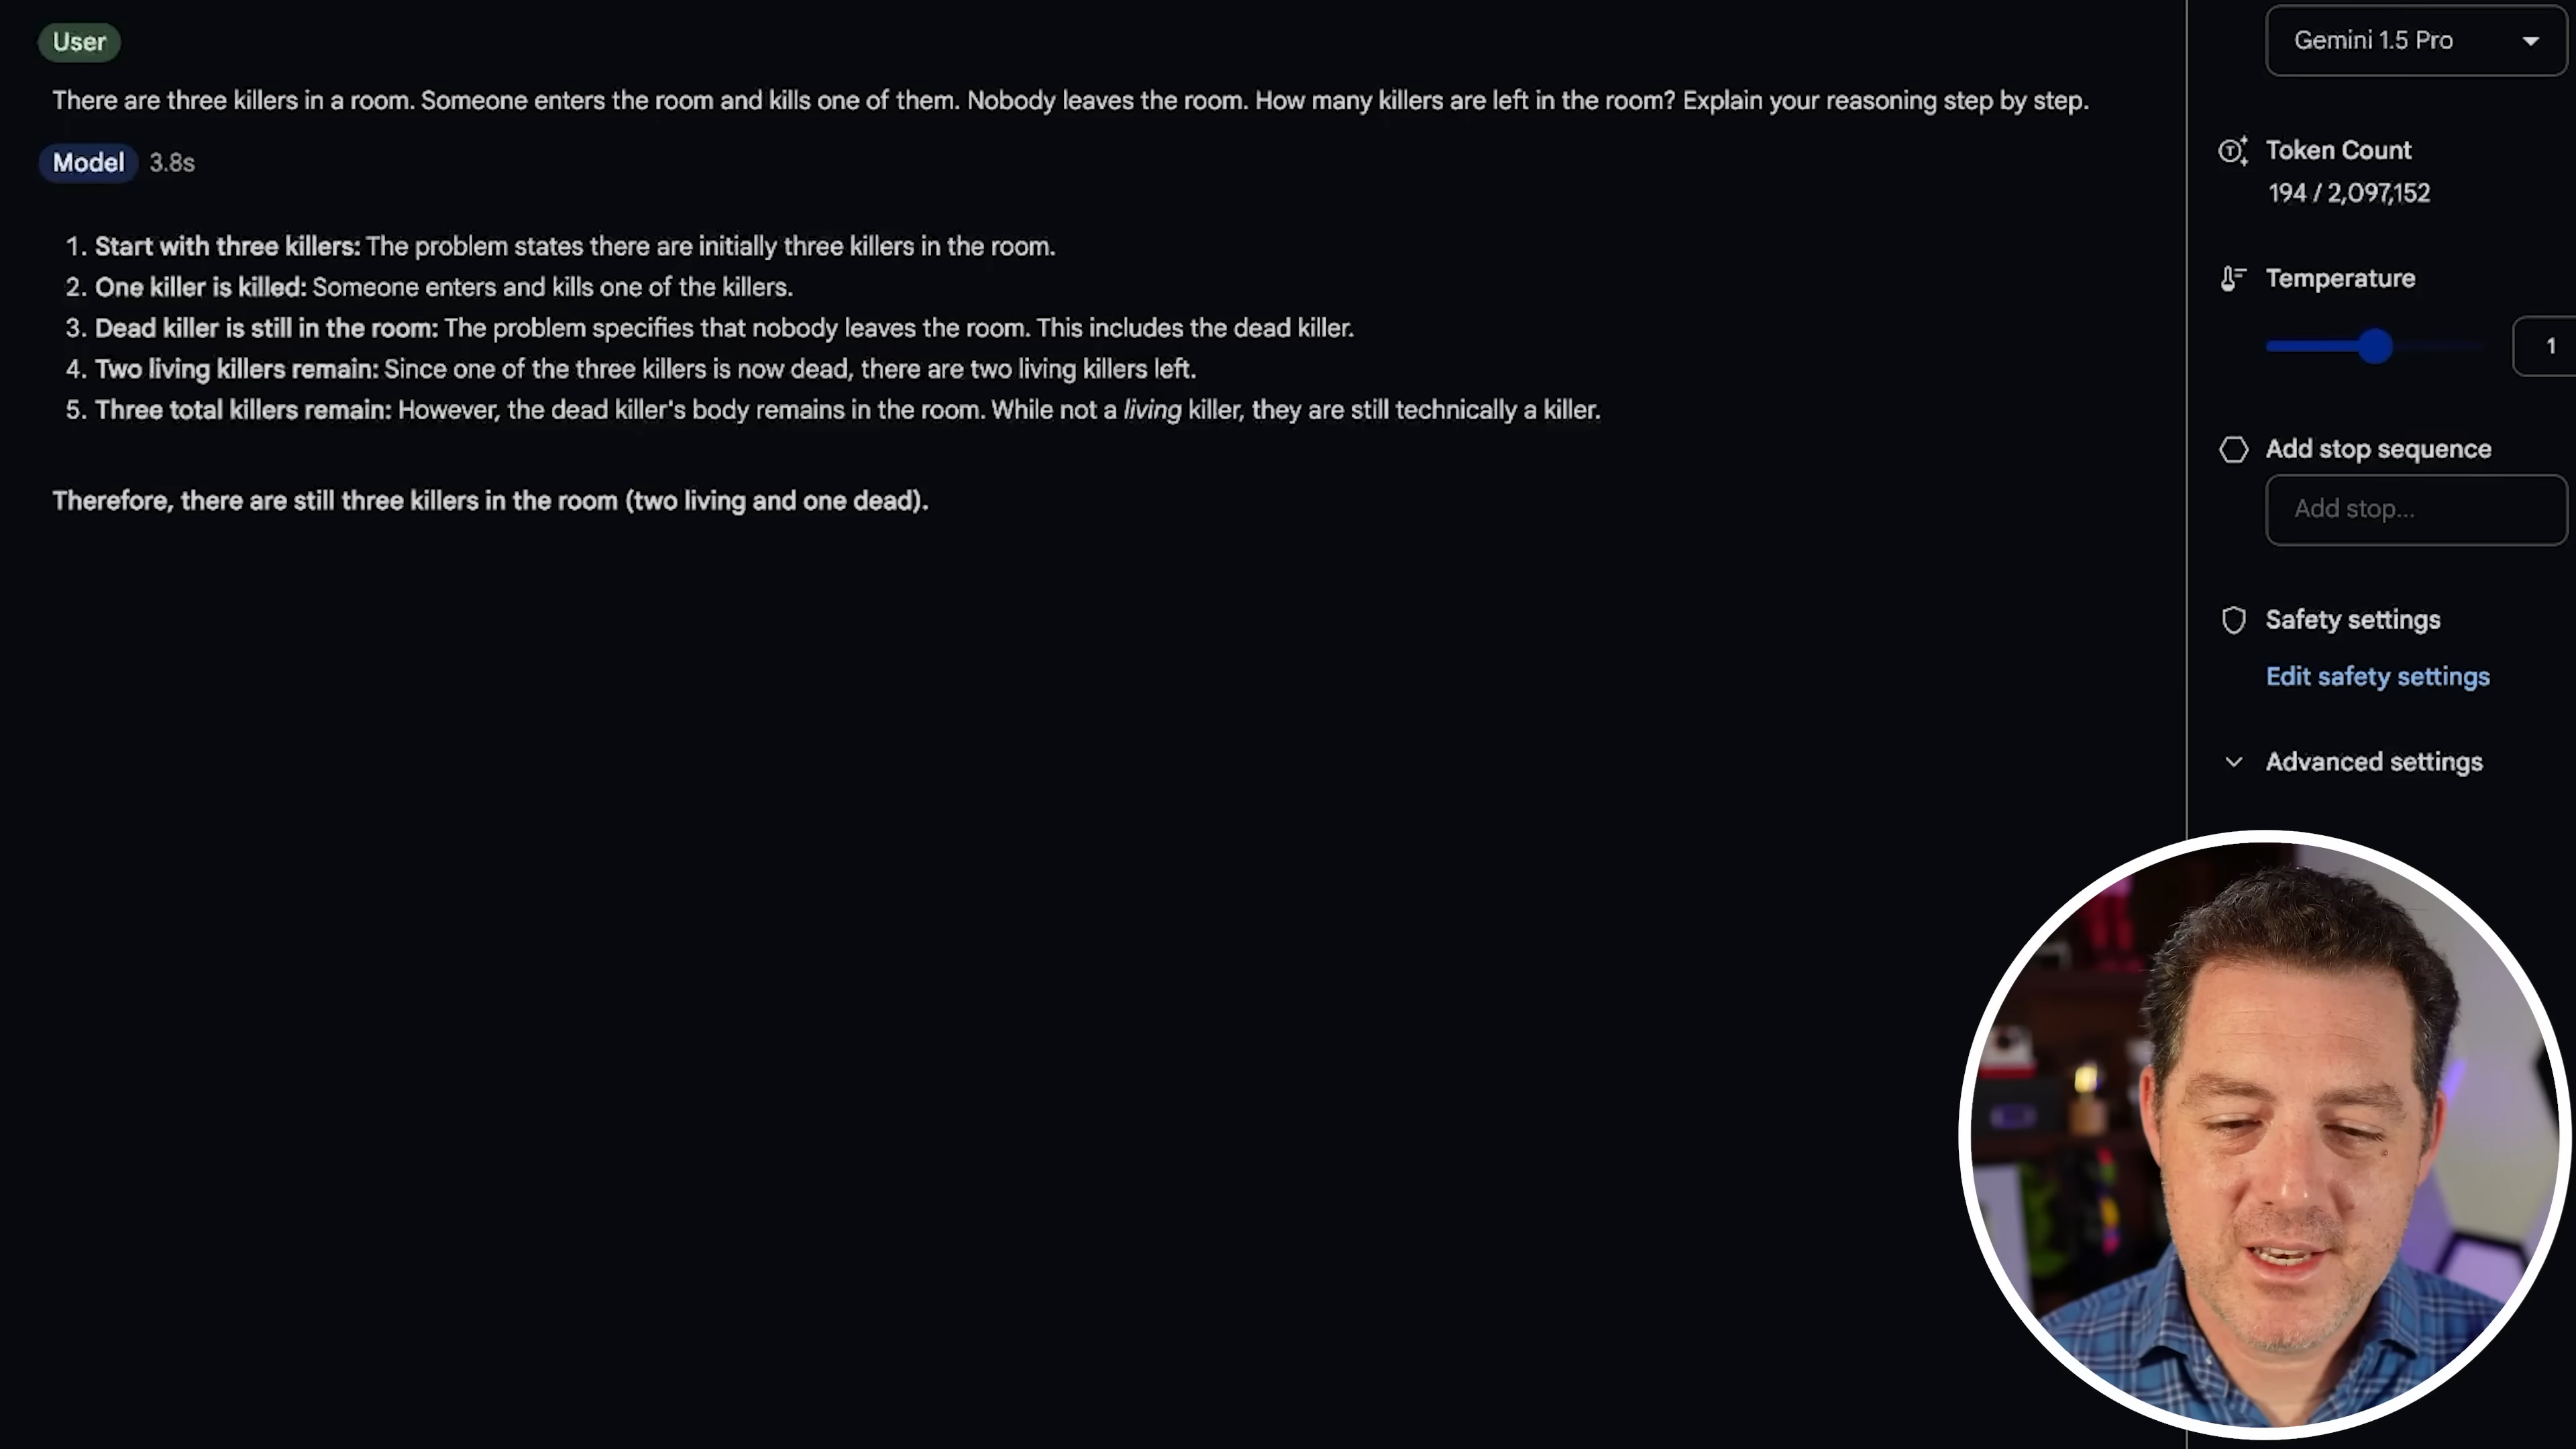 User
There are three killers in a room. Someone enters the room and kills one of them. Nobody leaves the room. How many killers are left in the room? Explain your reasoning step by step.
Model 3.8s
1. Start with three killers: The problem states there are initially three killers in the room.
2. One killer is killed: Someone enters and kills one of the killers.
3. Dead killer is still in the room: The problem specifies that nobody leaves the room. This includes the dead killer.
4. Two living killers remain: Since one of the three killers is now dead, there are two living killers left.
5. Three total killers remain: However, the dead killer's body remains in the room. While not a living killer, they are still technically a killer.
Therefore, there are still three killers in the room (two living and one dead).
Gemini 1.5 Pro
Token Count
194 / 2,097,152
Temperature
1
Add stop sequence
Add stop...
Safety settings
Edit safety settings
Advanced settings